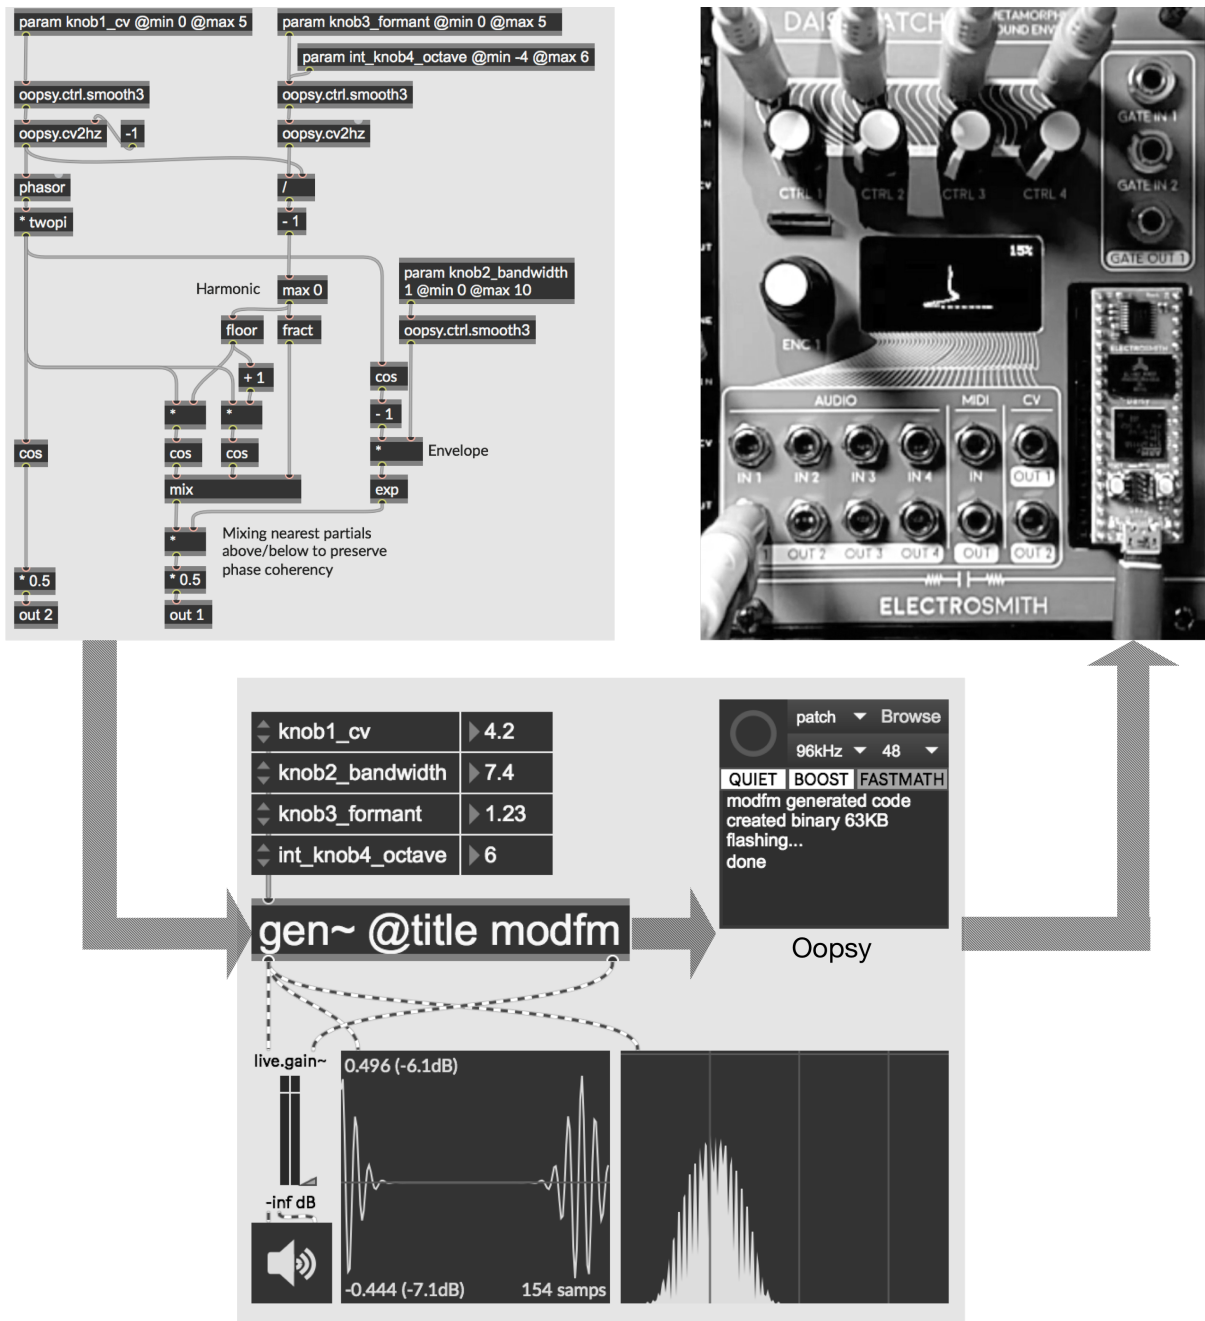 param knob1_cv @min 0 @max 5
param knob3_formant @min 0 @max 5
param int_knob4_octave @min -4 @max 6
oopsy.ctrl.smooth3
oopsy.ctrl.smooth3
oopsy.cv2hz
-1
oopsy.cv2hz
phasor
/
* twopi
- 1
param knob2_bandwidth
1 @min 0 @max 10
Harmonic
max 0
floor
fract
oopsy.ctrl.smooth3
+ 1
cos
*
*
- 1
cos
cos
cos
*
Envelope
mix
exp
*
Mixing nearest partials
above/below to preserve
phase coherency
* 0.5
* 0.5
out 2
out 1
GATE IN 1
GATE IN 2
CTRL 1
CTRL 2
CTRL 3
CTRL 4
GATE OUT 1
15%
ENC 1
ELECTROSMITH
AUDIO
MIDI
CV
IN 1
IN 2
IN 3
IN 4
IN
OUT 1
OUT 2
OUT 3
OUT 4
OUT
OUT 2
ELECTROSMITH
knob1_cv
4.2
knob2_bandwidth
7.4
knob3_formant
1.23
int_knob4_octave
6
gen~ @title modfm
patch
Browse
96kHz
48
QUIET
BOOST
FASTMATH
modfm generated code
created binary 63KB
flashing...
done
Oopsy
live.gain~
-inf dB
0.496 (-6.1dB)
-0.444 (-7.1dB)
154 samps